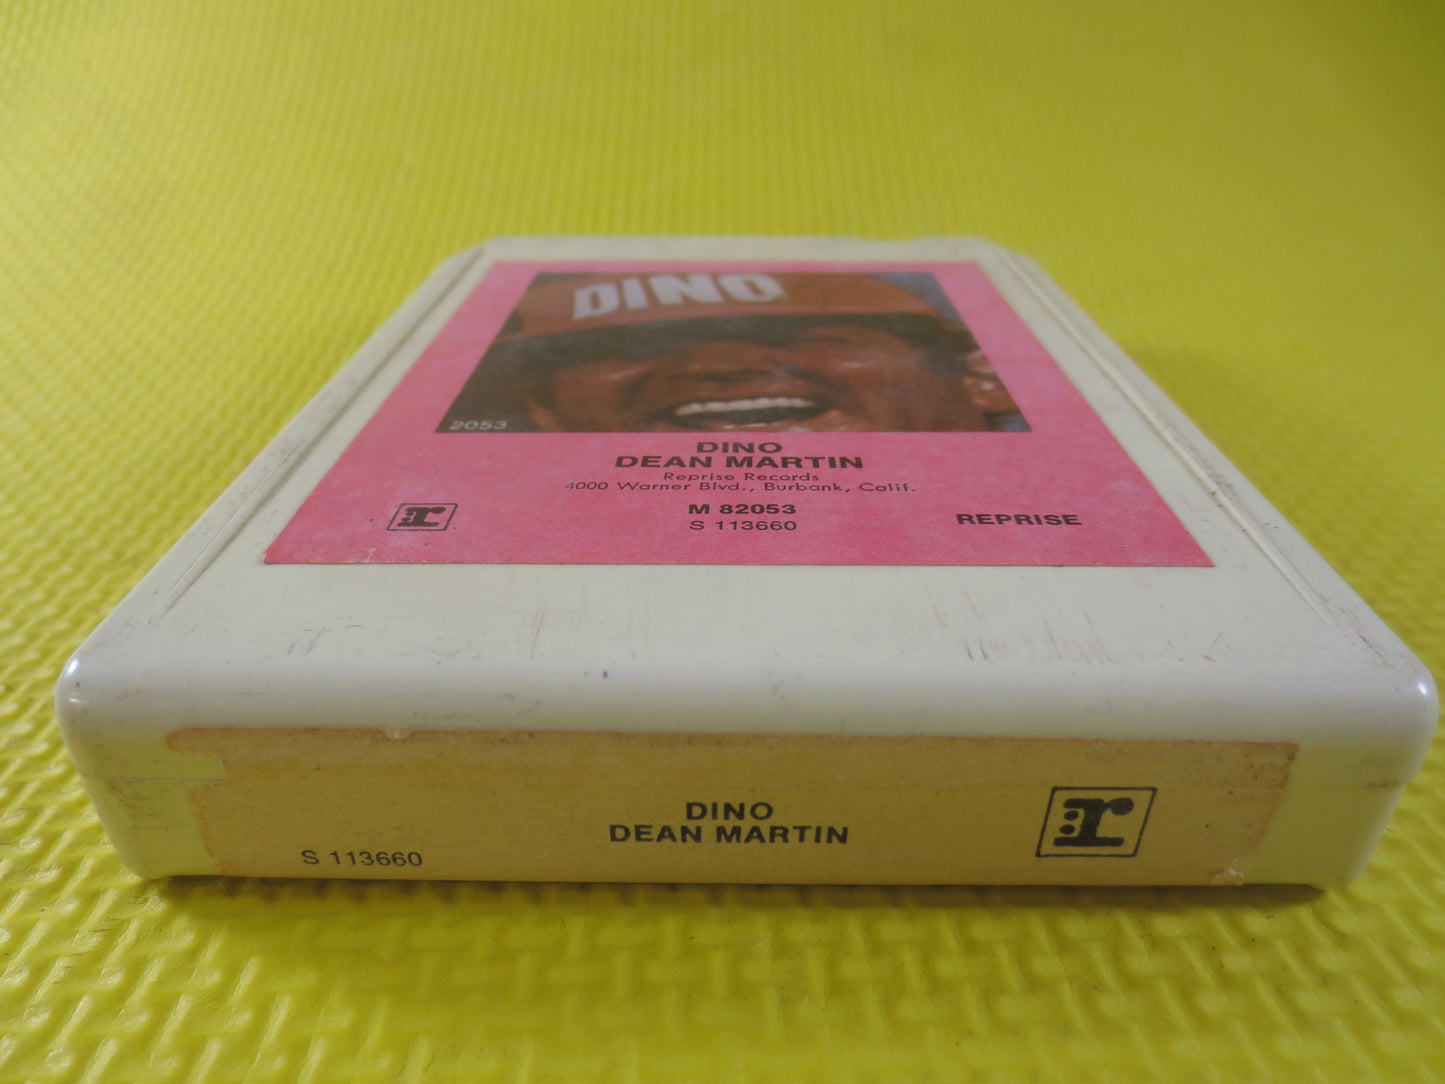 DINO
2053
DINO
DEAN MARTIN
Reprise Records
4000 Warner Blvd., Burbank, Calif.
:r
M 82053
S 113660
REPRISE
DINO
DEAN MARTIN
S 113660
:r